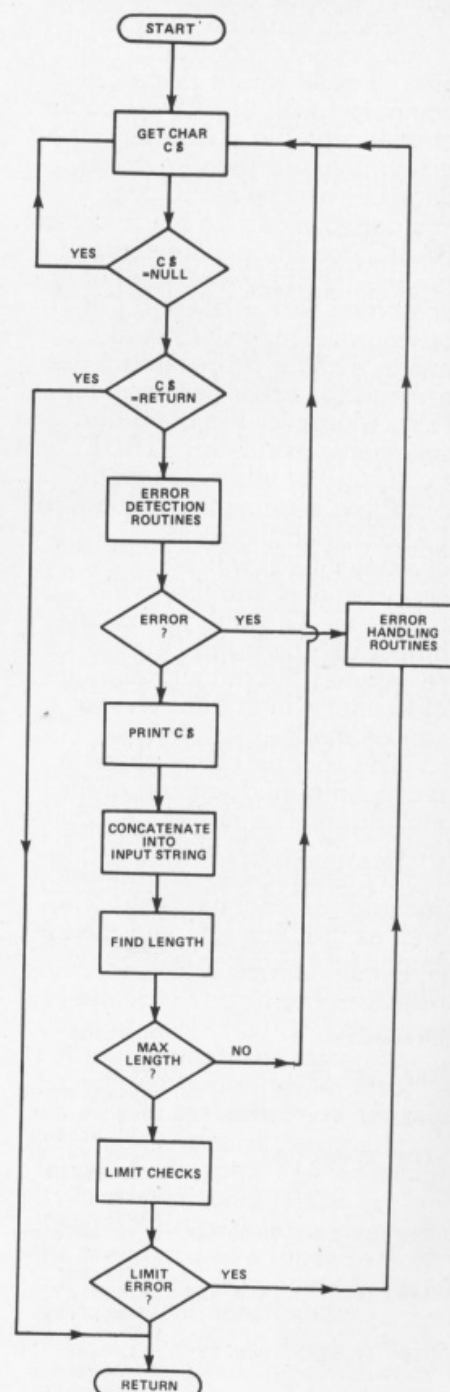 START
GET CHAR
C$
YES
C$
=NULL
YES
C$
=RETURN
ERROR
DETECTION
ROUTINES
ERROR
?
YES
ERROR
HANDLING
ROUTINES
PRINT C$
CONCATENATE
INTO
INPUT STRING
FIND LENGTH
MAX
LENGTH
?
NO
LIMIT CHECKS
LIMIT
ERROR
?
YES
RETURN